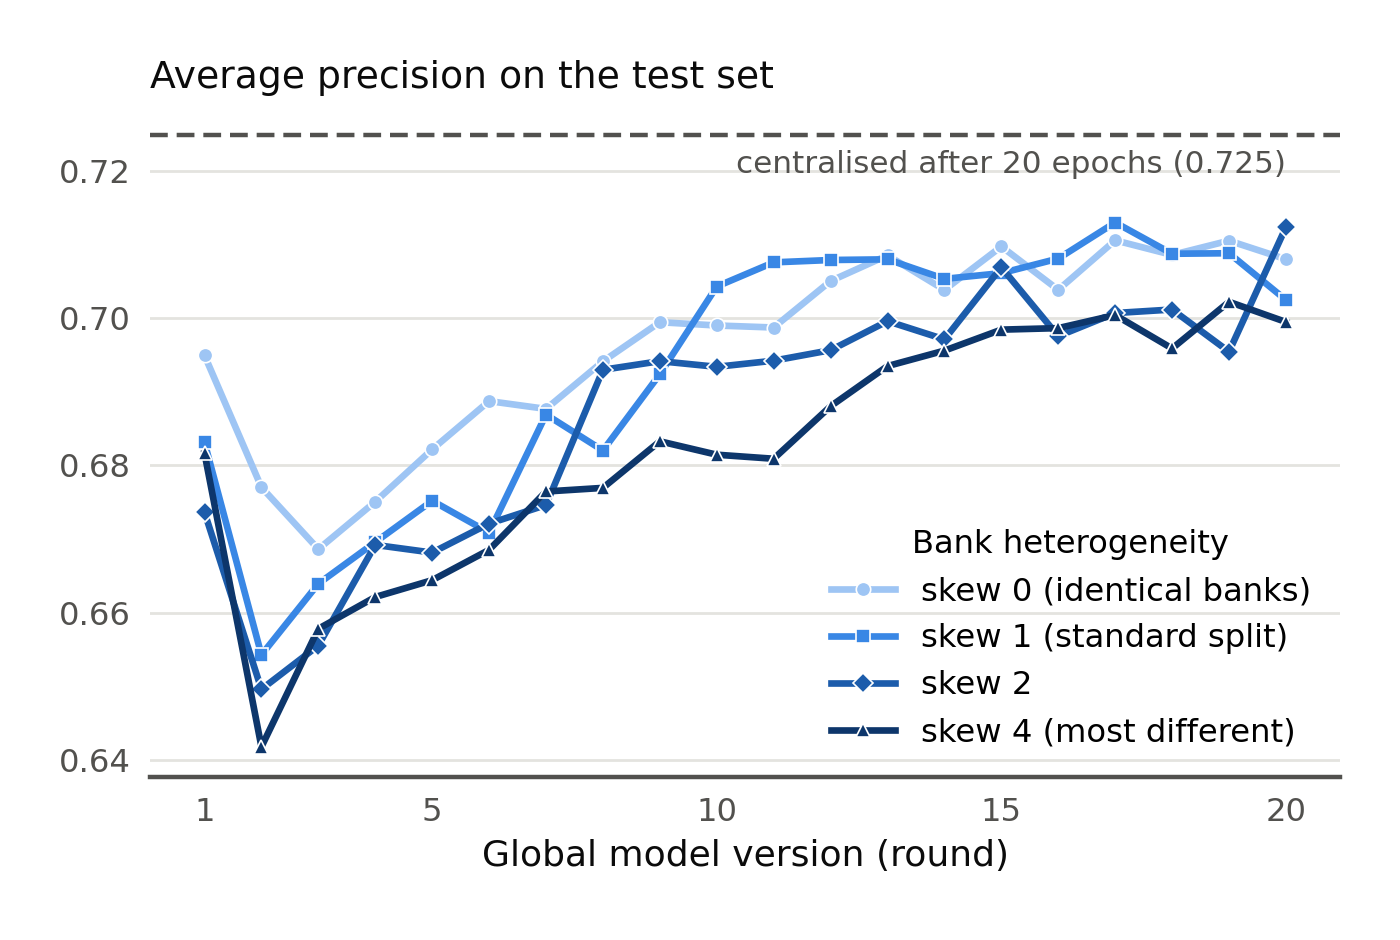 Average precision on the test set
centralised after 20 epochs (0.725)
0.72
0.70
0.68
0.66
0.64
Bank heterogeneity
skew 0 (identical banks)
skew 1 (standard split)
skew 2
skew 4 (most different)
1 5 10 15 20
Global model version (round)